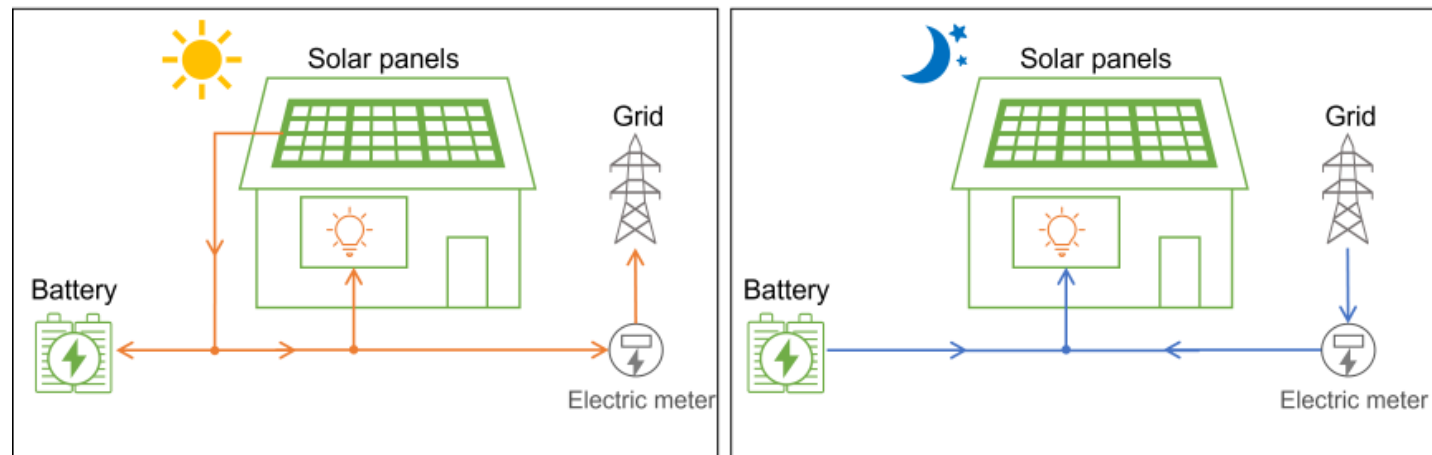 Solar panels
Grid
Battery
Electric meter
Solar panels
Grid
Battery
Electric meter